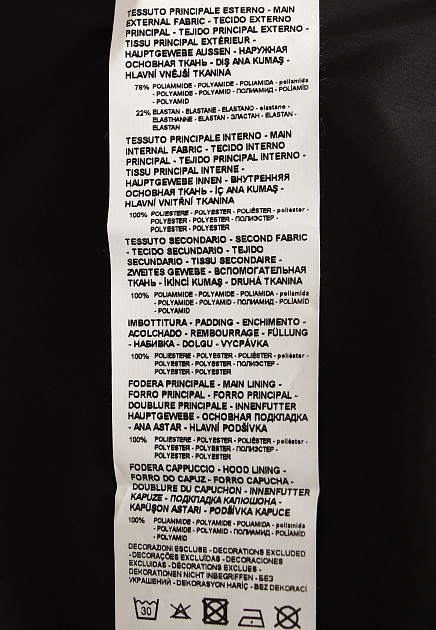 TESSUTO PRINCIPALE ESTERNO - MAIN
EXTERNAL FABRIC - TECIDO EXTERNO
PRINCIPAL - TEJIDO PRINCIPAL EXTERNO -
TISSU PRINCIPAL EXTÉRIEUR -
HAUPTGEWEBE AUSSEN - НАРУЖНАЯ
ОСНОВНАЯ ТКАНЬ - DIŞ ANA KUMAŞ -
HLAVNÍ VNĚJŠÍ TKANINA
78% POLIAMMIDE - POLYAMIDE - POLIAMIDA - poliamida
- POLYAMIDE - POLYAMID - ПОЛИАМИД - POLİAMİD
- POLYAMID
22% ELASTAN - ELASTANE - ELASTANO - elastane -
ELASTHANNE - ELASTAN - ЭЛАСТАН - ELASTAN -
ELASTAN
TESSUTO PRINCIPALE INTERNO - MAIN
INTERNAL FABRIC - TECIDO INTERNO
PRINCIPAL - TEJIDO PRINCIPAL INTERNO -
TISSU PRINCIPAL INTERNE -
HAUPTGEWEBE INNEN - ВНУТРЕННЯЯ
ОСНОВНАЯ ТКАНЬ - İÇ ANA KUMAŞ -
HLAVNÍ VNITŘNÍ TKANINA
100% POLIESTERE - POLYESTER - POLIÉSTER - poliéster -
POLYESTER - POLYESTER - ПОЛИЭСТЕР -
POLYESTER - POLYESTER
TESSUTO SECONDARIO - SECOND FABRIC
- TECIDO SECUNDARIO - TEJIDO
SECUNDARIO - TISSU SECONDAIRE -
ZWEITES GEWEBE - ВСПОМОГАТЕЛЬНАЯ
ТКАНЬ - İKİNCİ KUMAŞ - DRUHÁ TKANINA
100% POLIAMMIDE - POLYAMIDE - POLIAMIDA - poliamida
- POLYAMIDE - POLYAMID - ПОЛИАМИД - POLİAMİD
- POLYAMID
IMBOTTITURA - PADDING - ENCHIMENTO -
ACOLCHADO - REMBOURRAGE - FÜLLUNG
- НАБИВКА - DOLGU - VYCPÁVKA
100% POLIESTERE - POLYESTER - POLIÉSTER - poliéster -
POLYESTER - POLYESTER - ПОЛИЭСТЕР -
POLYESTER - POLYESTER
FODERA PRINCIPALE - MAIN LINING -
FORRO PRINCIPAL - FORRO PRINCIPAL -
DOUBLURE PRINCIPALE - INNENFUTTER
HAUPTGEWEBE - ОСНОВНАЯ ПОДКЛАДКА
- ANA ASTAR - HLAVNÍ PODŠÍVKA
100% POLIESTERE - POLYESTER - POLIÉSTER - poliéster -
POLYESTER - POLYESTER - ПОЛИЭСТЕР -
POLYESTER - POLYESTER
FODERA CAPPUCCIO - HOOD LINING -
FORRO DO CAPUZ - FORRO CAPUCHA -
DOUBLURE DU CAPUCHON - INNENFUTTER
KAPUZE - ПОДКЛАДКА КАПЮШОНА -
KAPÜŞON ASTARI - PODŠÍVKA KAPUCE
100% POLIAMMIDE - POLYAMIDE - POLIAMIDA - poliamida
- POLYAMIDE - POLYAMID - ПОЛИАМИД - POLİAMİD
- POLYAMID
DECORAZIONI ESCLUSE - DECORATIONS EXCLUDED
- DECORAÇÕES EXCLUÍDAS - DECORACIONES
EXCLUIDAS - DÉCORATIONS EXCLUES -
DEKORATIONEN NICHT INBEGRIFFEN - БЕЗ
УКРАШЕНИЙ - DEKORASYON HARİÇ - BEZ DEKORACÍ
30